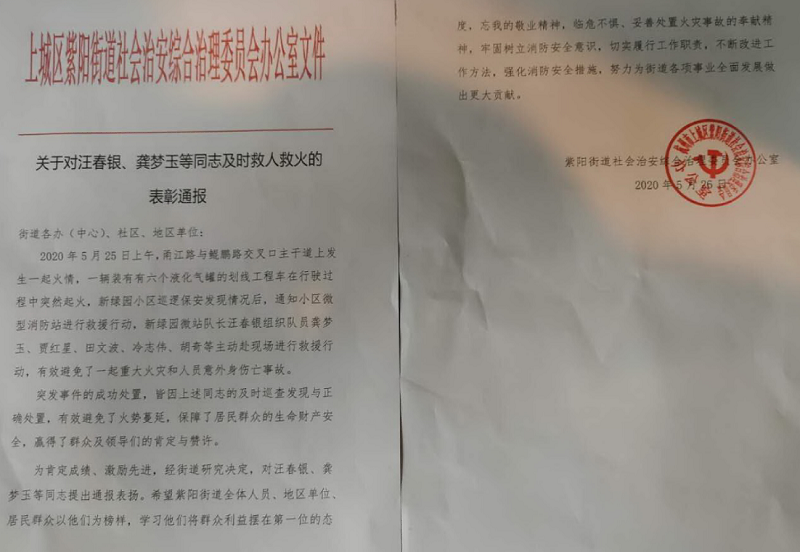 上城区紫阳街道社会治安综合治理委员会办公室文件
关于对汪春银、龚梦玉等同志及时救人救火的
表彰通报
街道各办（中心）、社区、地区单位：
2020年5月25日上午，甬江路与鲲鹏路交叉口主干道上发
生一起火情，一辆装有有六个液化气罐的划线工程车在行驶过
程中突然起火，新绿园小区巡逻保安发现情况后，通知小区微
型消防站进行救援行动，新绿园微站队长汪春银组织队员龚梦
玉、贾红星、田文波、冷志伟、胡奇等主动赴现场进行救援行
动，有效避免了一起重大火灾和人员意外身伤亡事故。
突发事件的成功处置，皆因上述同志的及时巡查发现与正
确处置，有效避免了火势蔓延，保障了居民群众的生命财产安
全，赢得了群众及领导们的肯定与赞许。
为肯定成绩、激励先进，经街道研究决定，对汪春银、龚
梦玉等同志提出通报表扬。希望紫阳街道全体人员、地区单位、
居民群众以他们为榜样，学习他们将群众利益摆在第一位的态
度，忘我的敬业精神，临危不惧、妥善处置火灾事故的奉献精
神，牢固树立消防安全意识，切实履行工作职责，不断改进工
作方法，强化消防安全措施，努力为街道各项事业全面发展做
出更大贡献。
紫阳街道社会治安综合治理委员会办公室
2020年5月26日
办公室